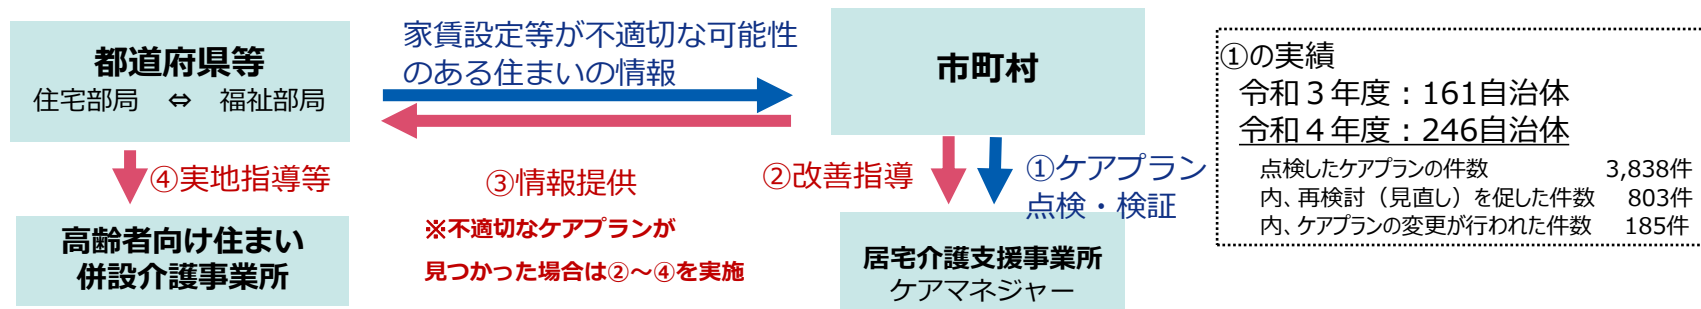 都道府県等
住宅部局 ⇔ 福祉部局
家賃設定等が不適切な可能性
のある住まいの情報
市町村
④実地指導等
③情報提供
※不適切なケアプランが
見つかった場合は②～④を実施
②改善指導
①ケアプラン
点検・検証
高齢者向け住まい
併設介護事業所
居宅介護支援事業所
ケアマネジャー
①の実績
令和３年度：161自治体
令和４年度：246自治体
点検したケアプランの件数 3,838件
内、再検討（見直し）を促した件数 803件
内、ケアプランの変更が行われた件数 185件